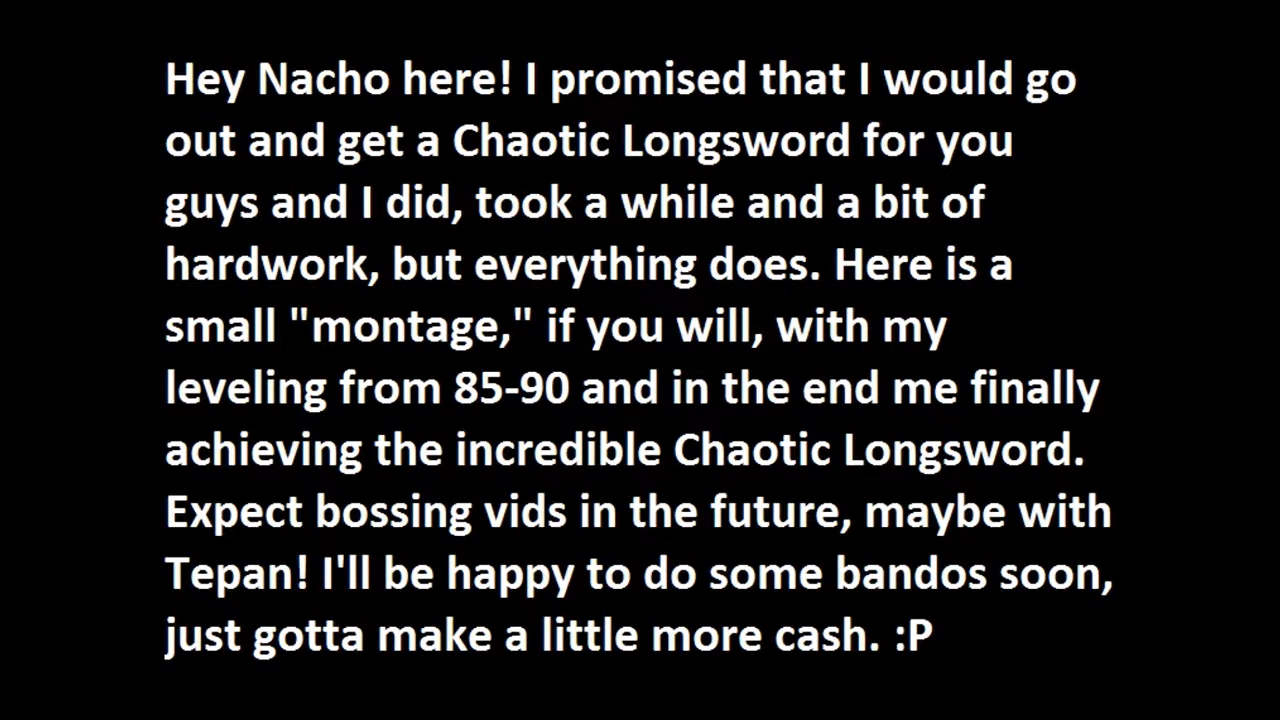 Hey Nacho here! I promised that I would go
out and get a Chaotic Longsword for you
guys and I did, took a while and a bit of
hardwork, but everything does. Here is a
small "montage," if you will, with my
leveling from 85-90 and in the end me finally
achieving the incredible Chaotic Longsword.
Expect bossing vids in the future, maybe with
Tepan! I'll be happy to do some bandos soon,
just gotta make a little more cash. :P